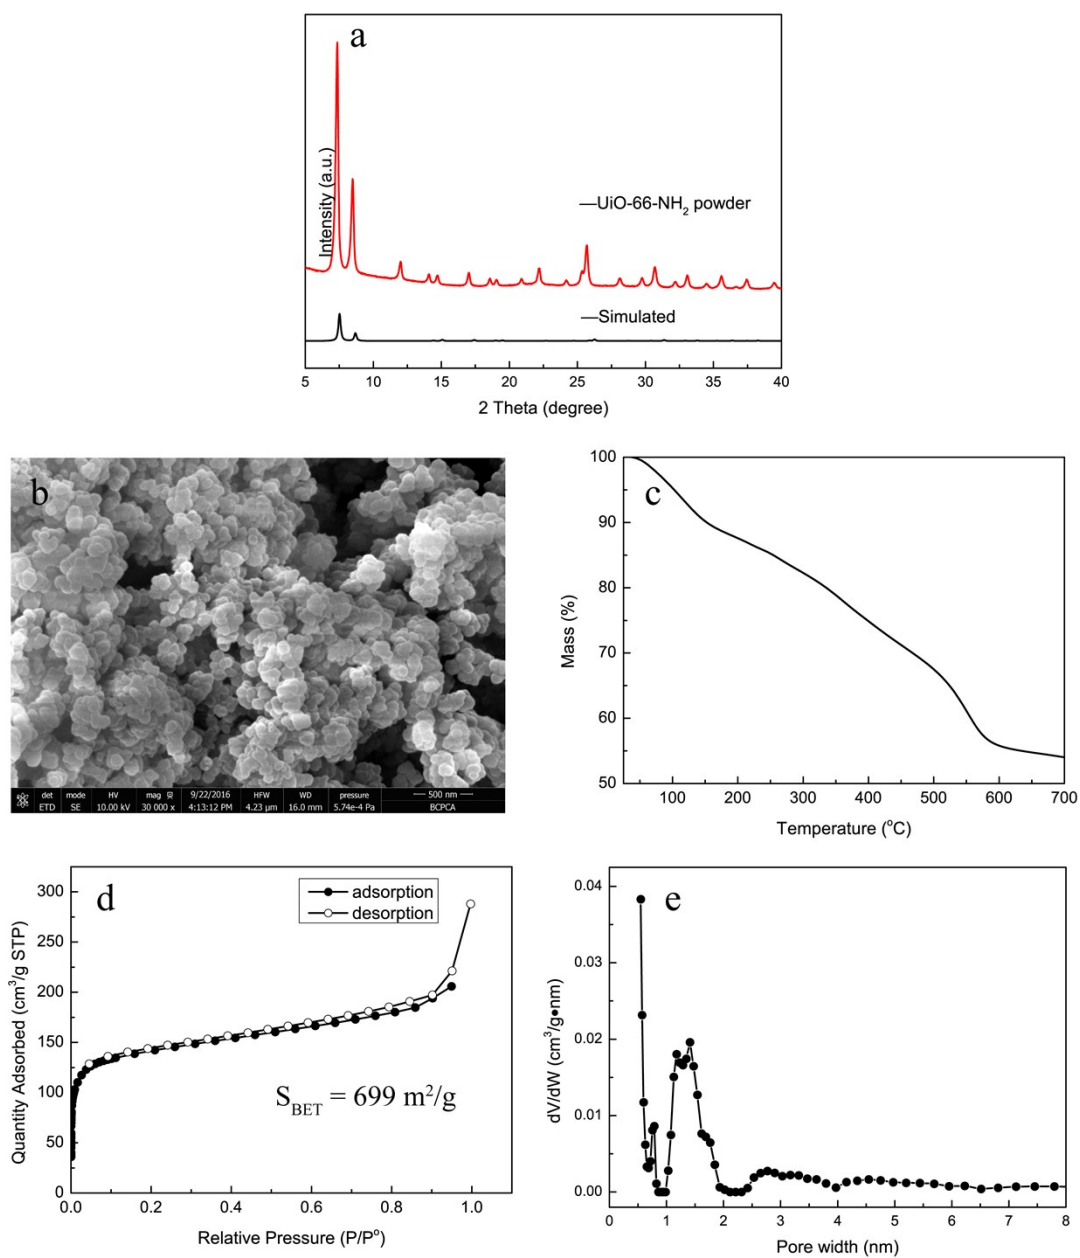 a
Intensity (a.u.)
—UiO-66-NH₂ powder
—Simulated
5 10 15 20 25 30 35 40
2 Theta (degree)
b
det mode HV mag 9/22/2016 HFW WD pressure — 500 nm —
ETD SE 10.00 kV 30 000 x 4:13:12 PM 4.23 µm 16.0 mm 5.74e-4 Pa BCPCA
c
Mass (%)
100
90
80
70
60
50
100 200 300 400 500 600 700
Temperature (°C)
d
Quantity Adsorbed (cm³/g STP)
300
250
200
150
100
50
0
adsorption
desorption
S_BET = 699 m²/g
0.0 0.2 0.4 0.6 0.8 1.0
Relative Pressure (P/P°)
e
dV/dW (cm³/g•nm)
0.04
0.03
0.02
0.01
0.00
0 1 2 3 4 5 6 7 8
Pore width (nm)